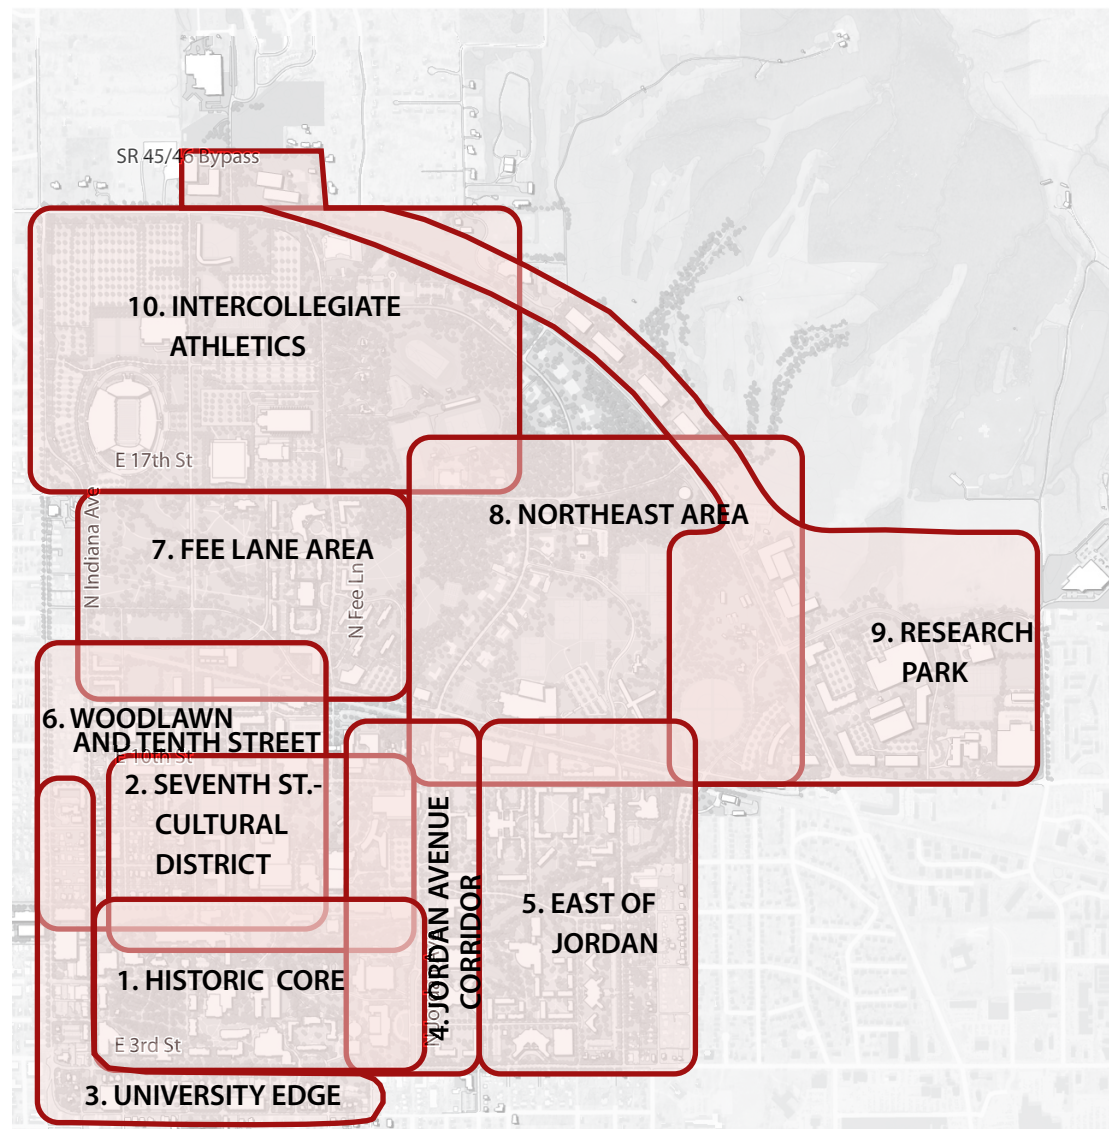 SR 45/46 Bypass
10. INTERCOLLEGIATE
ATHLETICS
E 17th St
N Indiana Ave
7. FEE LANE AREA
N Fee Ln
8. NORTHEAST AREA
9. RESEARCH
PARK
6. WOODLAWN
AND TENTH STREET
E 10th St
2. SEVENTH ST.-
CULTURAL
DISTRICT
4. JORDAN AVENUE
CORRIDOR
5. EAST OF
JORDAN
1. HISTORIC CORE
E 3rd St
3. UNIVERSITY EDGE